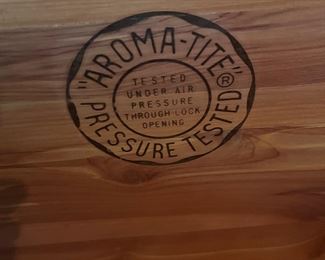 "AROMA-TITE"®
TESTED
UNDER AIR
PRESSURE
THROUGH LOCK
OPENING
PRESSURE TESTED